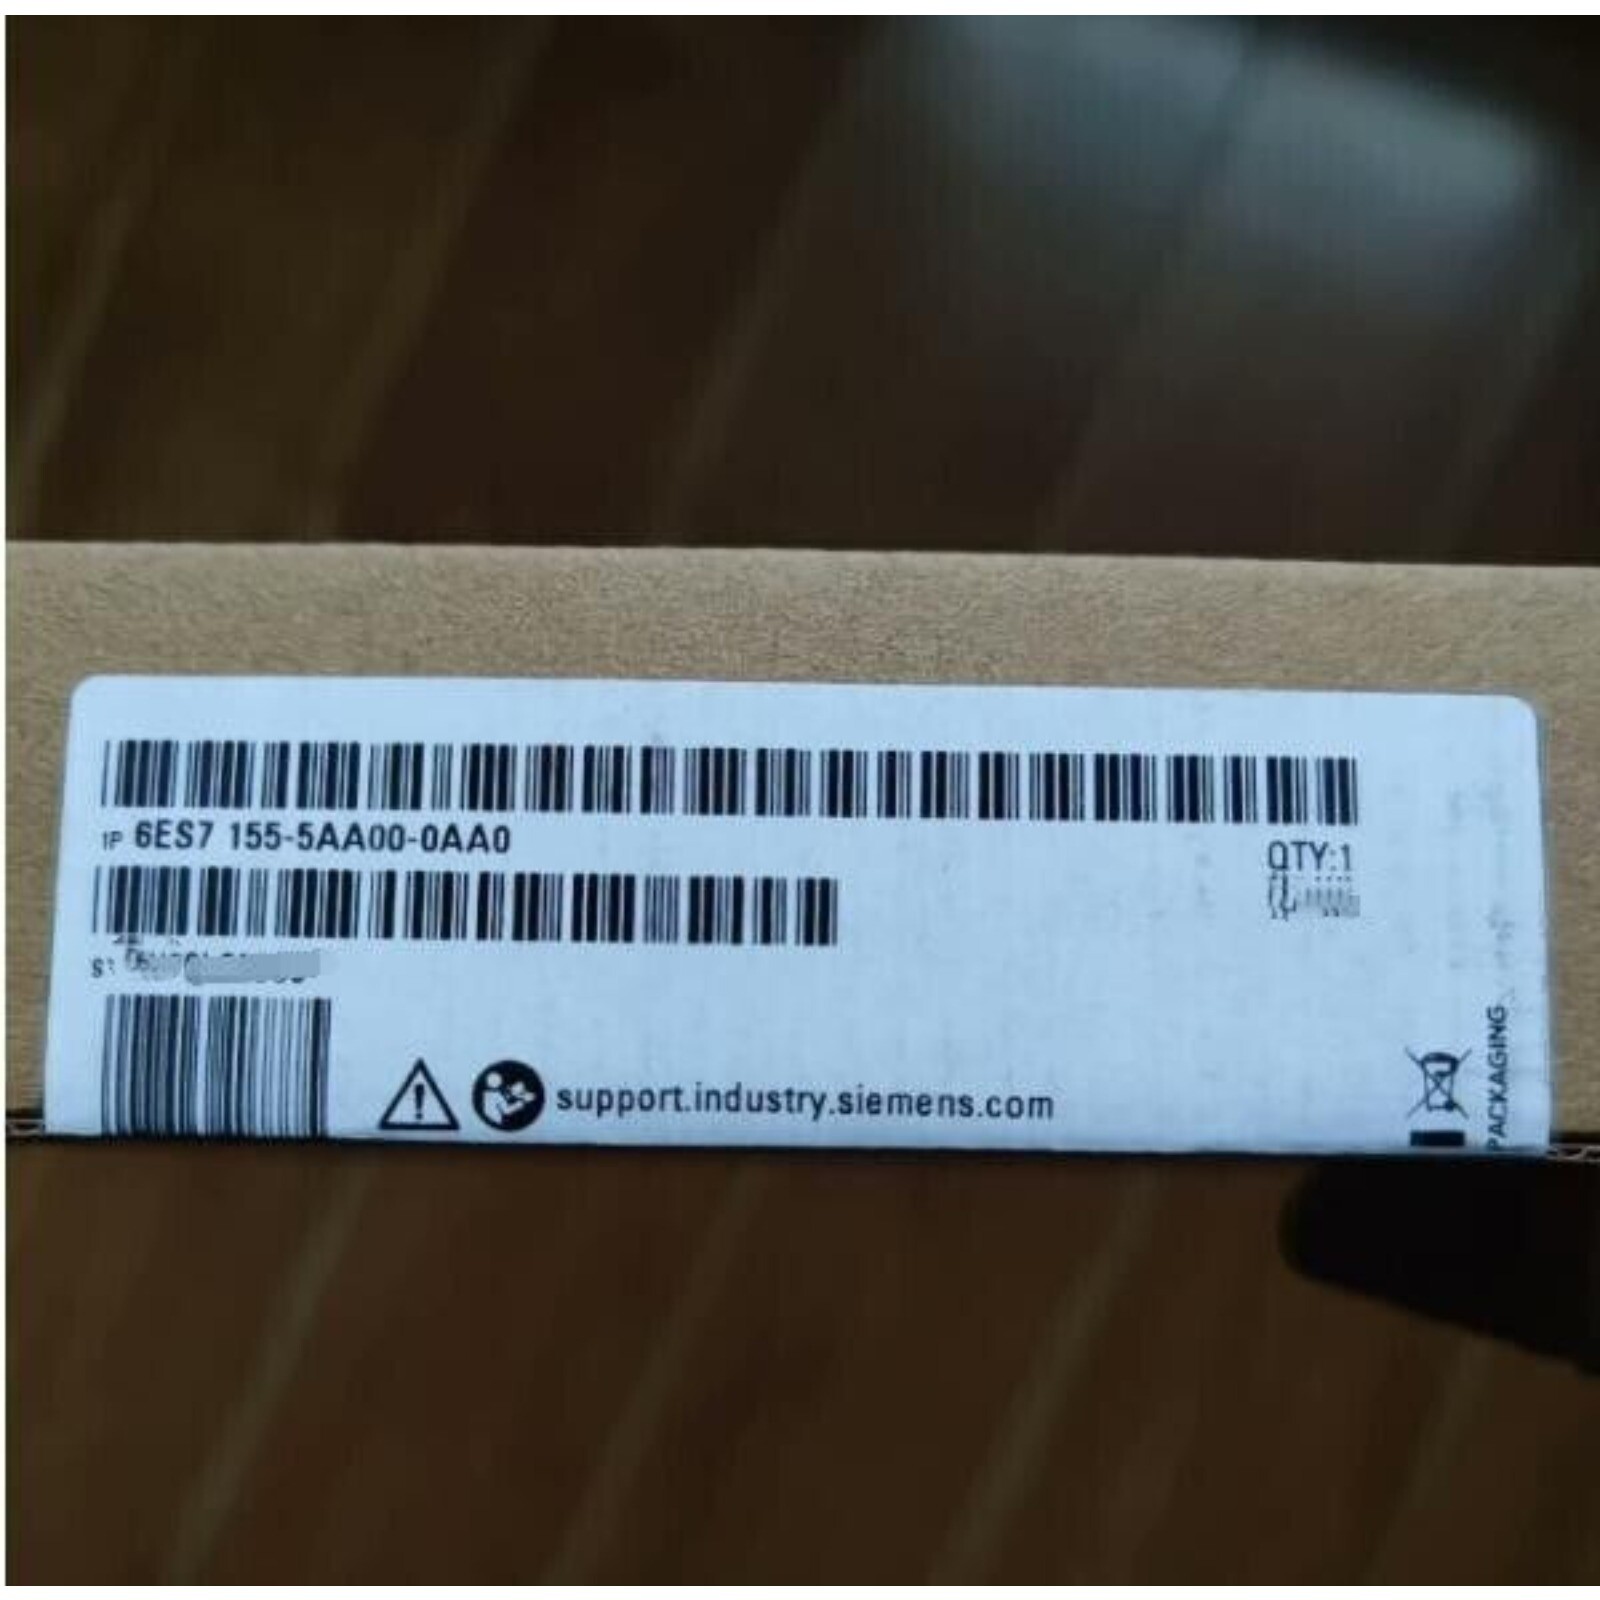 1P 6ES7 155-5AA00-0AA0
QTY:1
support.industry.siemens.com
PACKAGING